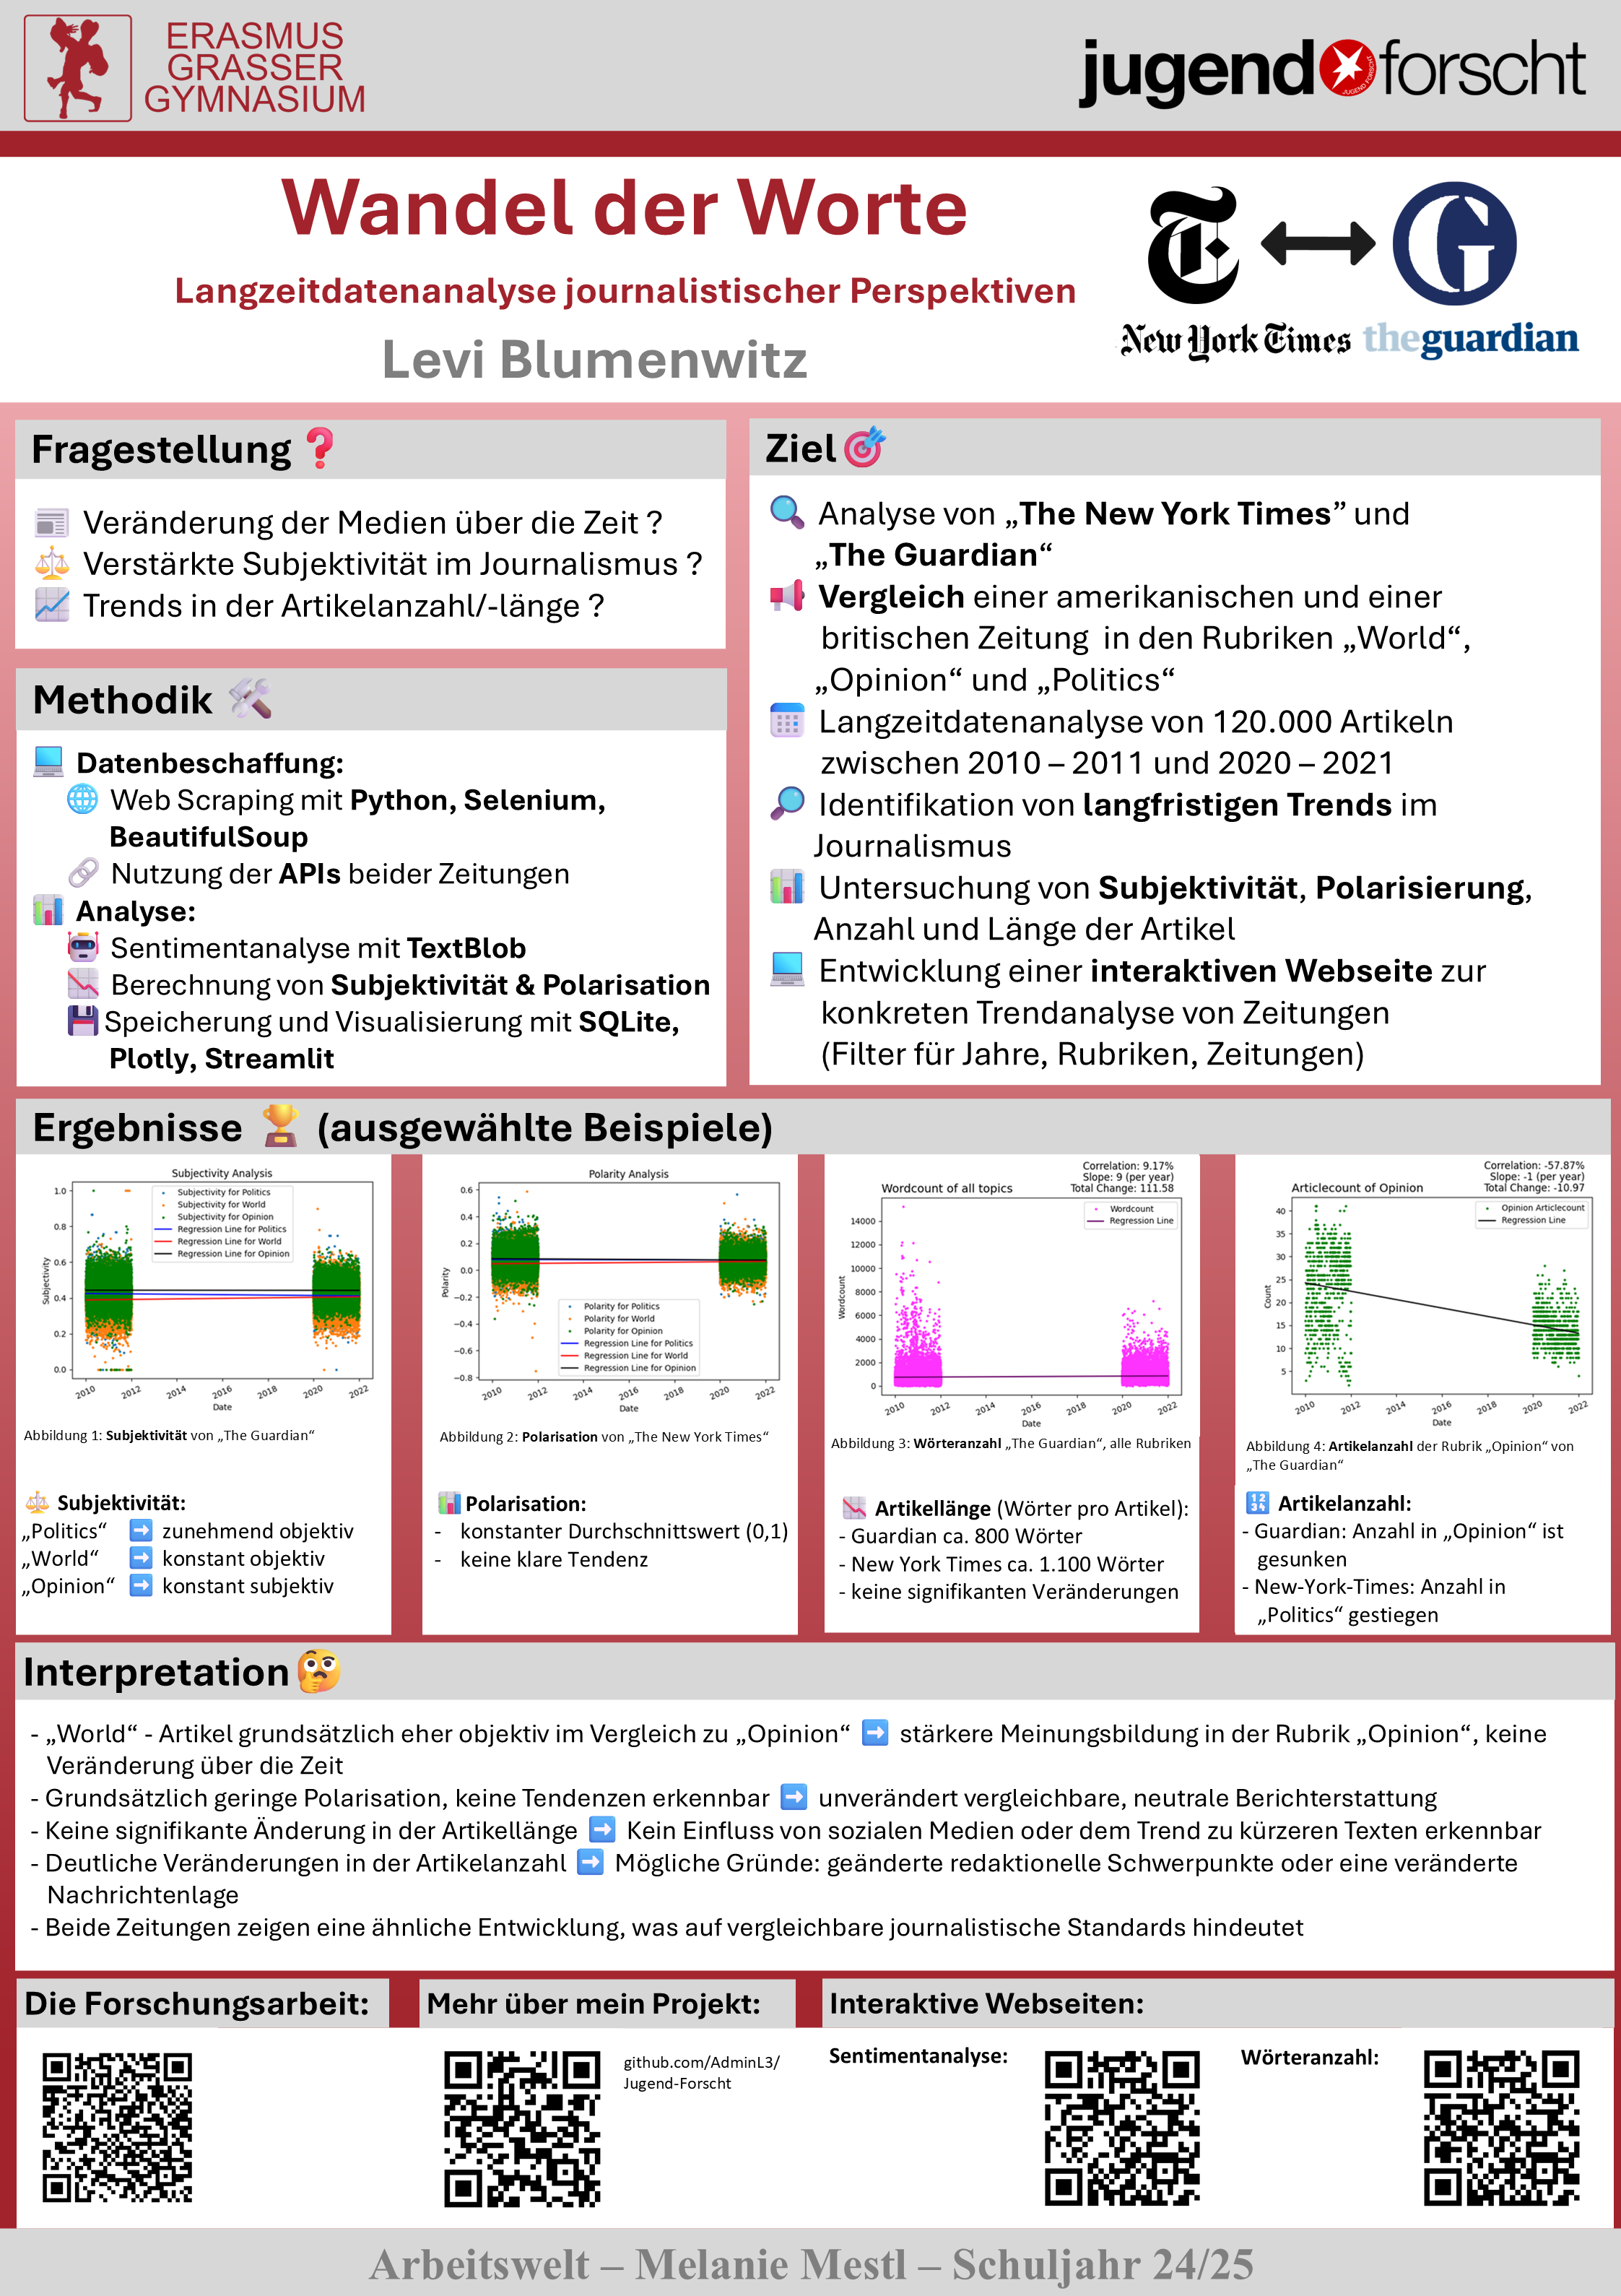 ERASMUS
GRASSER
GYMNASIUM
jugend forscht
JUGEND FORSCHT
Wandel der Worte
Langzeitdatenanalyse journalistischer Perspektiven
Levi Blumenwitz
New York Times
theguardian
Fragestellung
Veränderung der Medien über die Zeit ?
Verstärkte Subjektivität im Journalismus ?
Trends in der Artikelanzahl/-länge ?
Methodik
Datenbeschaffung:
Web Scraping mit Python, Selenium,
BeautifulSoup
Nutzung der APIs beider Zeitungen
Analyse:
Sentimentanalyse mit TextBlob
Berechnung von Subjektivität & Polarisation
Speicherung und Visualisierung mit SQLite,
Plotly, Streamlit
Ziel
Analyse von „The New York Times” und
„The Guardian“
Vergleich einer amerikanischen und einer
britischen Zeitung in den Rubriken „World“,
„Opinion“ und „Politics“
Langzeitdatenanalyse von 120.000 Artikeln
zwischen 2010 – 2011 und 2020 – 2021
Identifikation von langfristigen Trends im
Journalismus
Untersuchung von Subjektivität, Polarisierung,
Anzahl und Länge der Artikel
Entwicklung einer interaktiven Webseite zur
konkreten Trendanalyse von Zeitungen
(Filter für Jahre, Rubriken, Zeitungen)
Ergebnisse (ausgewählte Beispiele)
Subjectivity Analysis
Subjectivity for Politics
Subjectivity for World
Subjectivity for Opinion
Regression Line for Politics
Regression Line for World
Regression Line for Opinion
Subjectivity
1.0
0.8
0.6
0.4
0.2
0.0
2010 2012 2014 2016 2018 2020 2022
Date
Abbildung 1: Subjektivität von „The Guardian“
Subjektivität:
„Politics“ zunehmend objektiv
„World“ konstant objektiv
„Opinion“ konstant subjektiv
Polarity Analysis
Polarity
0.6
0.4
0.2
0.0
−0.2
−0.4
−0.6
−0.8
Polarity for Politics
Polarity for World
Polarity for Opinion
Regression Line for Politics
Regression Line for World
Regression Line for Opinion
2010 2012 2014 2016 2018 2020 2022
Date
Abbildung 2: Polarisation von „The New York Times“
Polarisation:
- konstanter Durchschnittswert (0,1)
- keine klare Tendenz
Correlation: 9.17%
Slope: 9 (per year)
Total Change: 111.58
Wordcount of all topics
Wordcount
Regression Line
Wordcount
14000
12000
10000
8000
6000
4000
2000
0
2010 2012 2014 2016 2018 2020 2022
Date
Abbildung 3: Wörteranzahl „The Guardian“, alle Rubriken
Artikellänge (Wörter pro Artikel):
- Guardian ca. 800 Wörter
- New York Times ca. 1.100 Wörter
- keine signifikanten Veränderungen
Correlation: -57.87%
Slope: -1 (per year)
Total Change: -10.97
Articlecount of Opinion
Opinion Articlecount
Regression Line
Count
40
35
30
25
20
15
10
5
2010 2012 2014 2016 2018 2020 2022
Date
Abbildung 4: Artikelanzahl der Rubrik „Opinion“ von
„The Guardian“
Artikelanzahl:
- Guardian: Anzahl in „Opinion“ ist
gesunken
- New-York-Times: Anzahl in
„Politics“ gestiegen
Interpretation
- „World“ - Artikel grundsätzlich eher objektiv im Vergleich zu „Opinion“ stärkere Meinungsbildung in der Rubrik „Opinion“, keine
Veränderung über die Zeit
- Grundsätzlich geringe Polarisation, keine Tendenzen erkennbar unverändert vergleichbare, neutrale Berichterstattung
- Keine signifikante Änderung in der Artikellänge Kein Einfluss von sozialen Medien oder dem Trend zu kürzeren Texten erkennbar
- Deutliche Veränderungen in der Artikelanzahl Mögliche Gründe: geänderte redaktionelle Schwerpunkte oder eine veränderte
Nachrichtenlage
- Beide Zeitungen zeigen eine ähnliche Entwicklung, was auf vergleichbare journalistische Standards hindeutet
Die Forschungsarbeit:
Mehr über mein Projekt:
github.com/AdminL3/
Jugend-Forscht
Interaktive Webseiten:
Sentimentanalyse:
Wörteranzahl:
Arbeitswelt – Melanie Mestl – Schuljahr 24/25